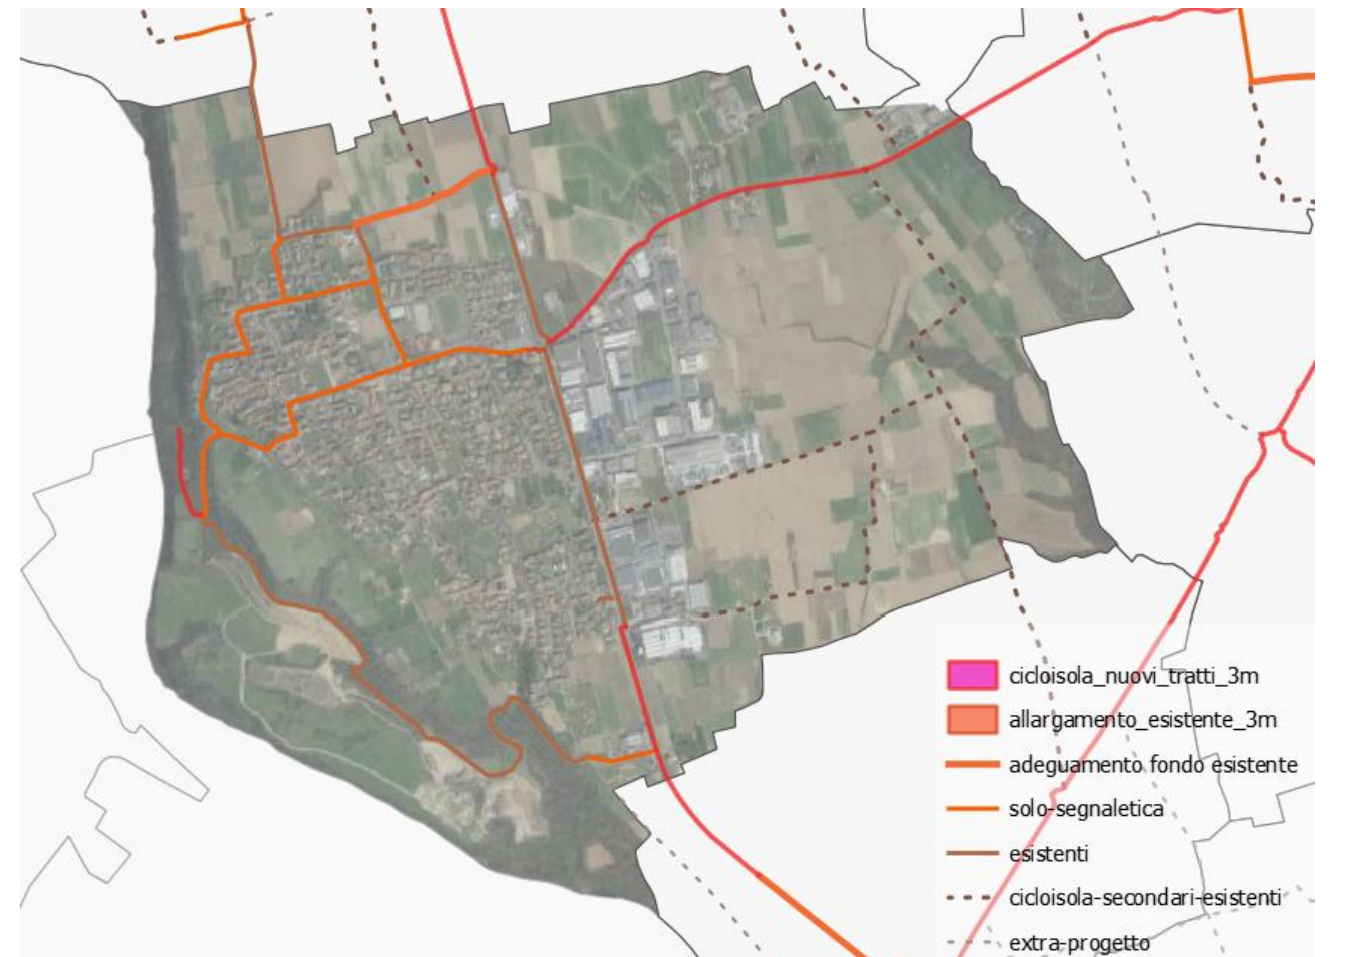 cicloisola_nuovi_tratti_3m
allargamento_esistente_3m
adeguamento fondo esistente
solo-segnaletica
esistenti
cicloisola-secondari-esistenti
extra-progetto